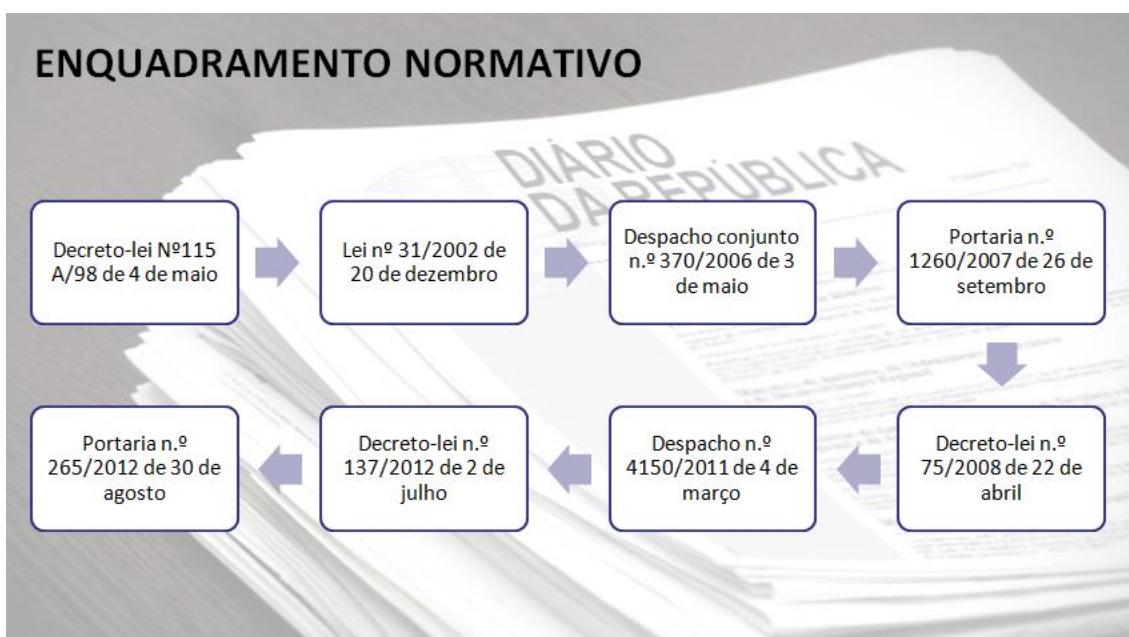 ENQUADRAMENTO NORMATIVO
DIÁRIO
DA REPÚBLICA
Decreto-lei Nº115
A/98 de 4 de maio
Lei nº 31/2002 de
20 de dezembro
Despacho conjunto
n.º 370/2006 de 3
de maio
Portaria n.º
1260/2007 de 26 de
setembro
Decreto-lei n.º
75/2008 de 22 de
abril
Despacho n.º
4150/2011 de 4 de
março
Decreto-lei n.º
137/2012 de 2 de
julho
Portaria n.º
265/2012 de 30 de
agosto